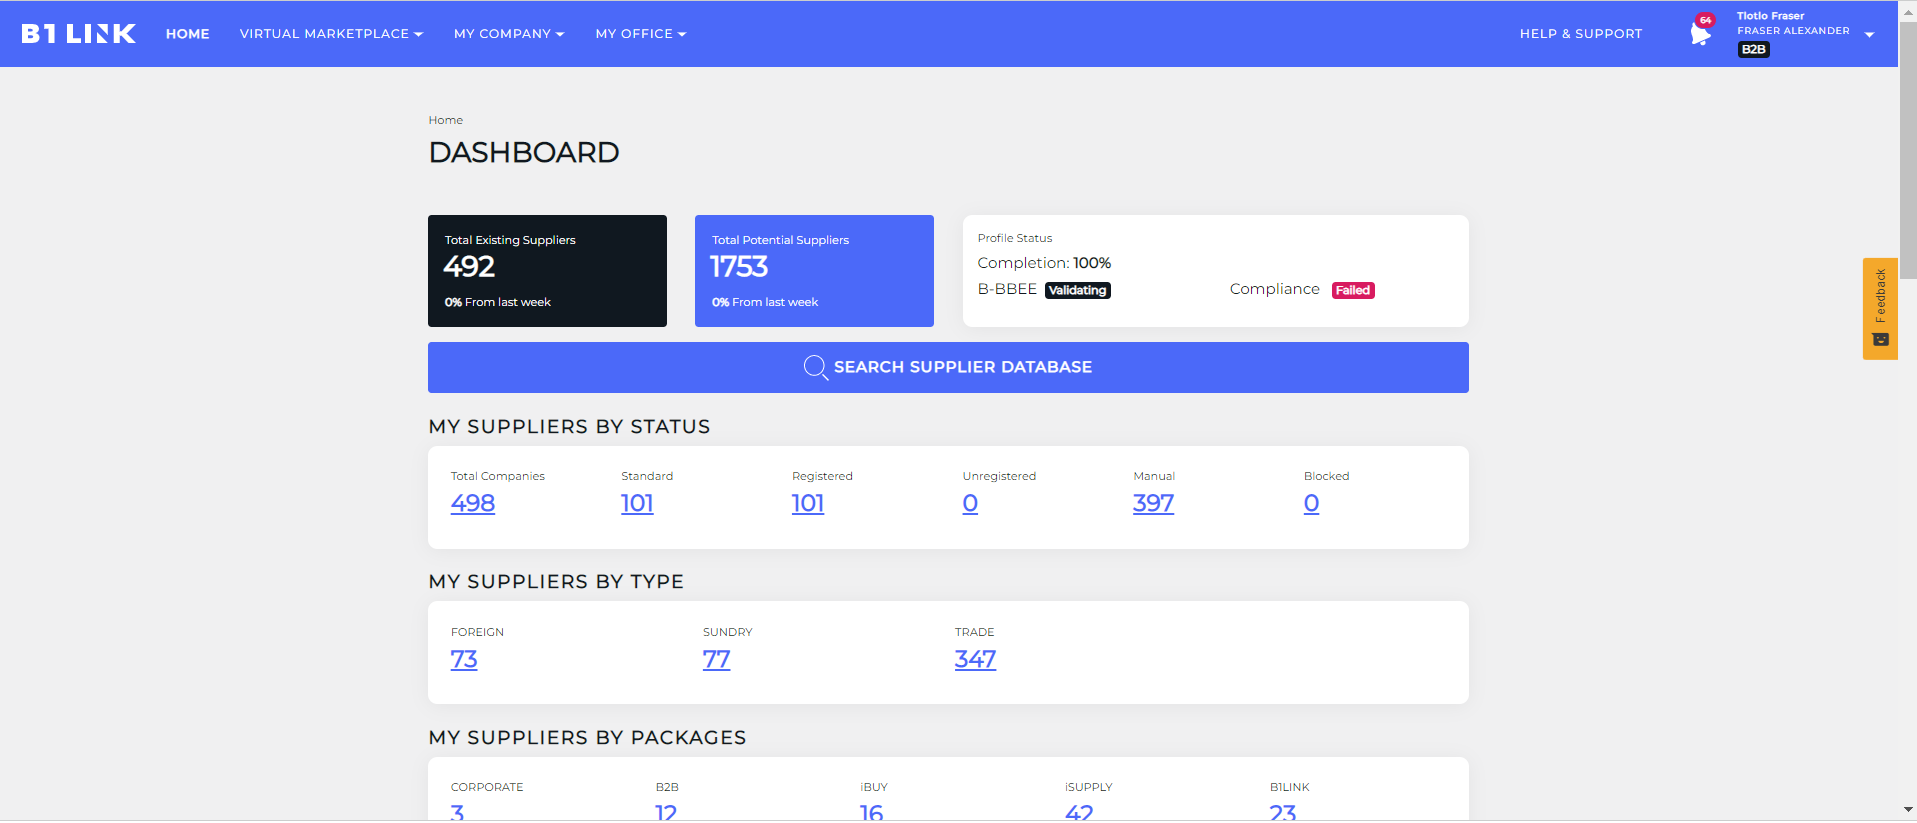 B1 LINK
HOME
VIRTUAL MARKETPLACE
MY COMPANY
MY OFFICE
HELP & SUPPORT
64
Tlotlo Fraser
FRASER ALEXANDER
B2B
Home
DASHBOARD
Total Existing Suppliers
492
0% From last week
Total Potential Suppliers
1753
0% From last week
Profile Status
Completion: 100%
B-BBEE Validating
Compliance Failed
Feedback
SEARCH SUPPLIER DATABASE
MY SUPPLIERS BY STATUS
Total Companies
498
Standard
101
Registered
101
Unregistered
0
Manual
397
Blocked
0
MY SUPPLIERS BY TYPE
FOREIGN
73
SUNDRY
77
TRADE
347
MY SUPPLIERS BY PACKAGES
CORPORATE
3
B2B
12
iBUY
16
iSUPPLY
42
B1LINK
23